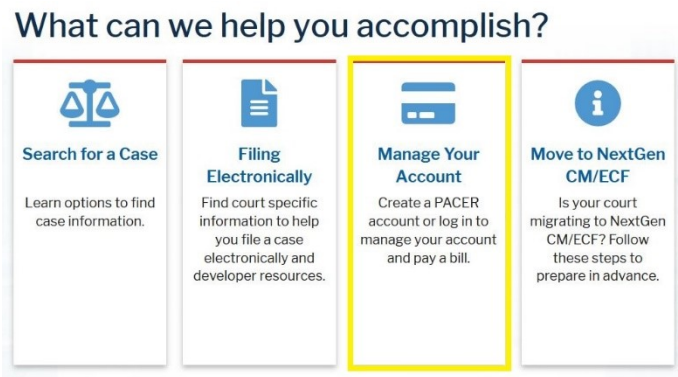 What can we help you accomplish?
Search for a Case
Learn options to find
case information.
Filing
Electronically
Find court specific
information to help
you file a case
electronically and
developer resources.
Manage Your
Account
Create a PACER
account or log in to
manage your account
and pay a bill.
Move to NextGen
CM/ECF
Is your court
migrating to NextGen
CM/ECF? Follow
these steps to
prepare in advance.